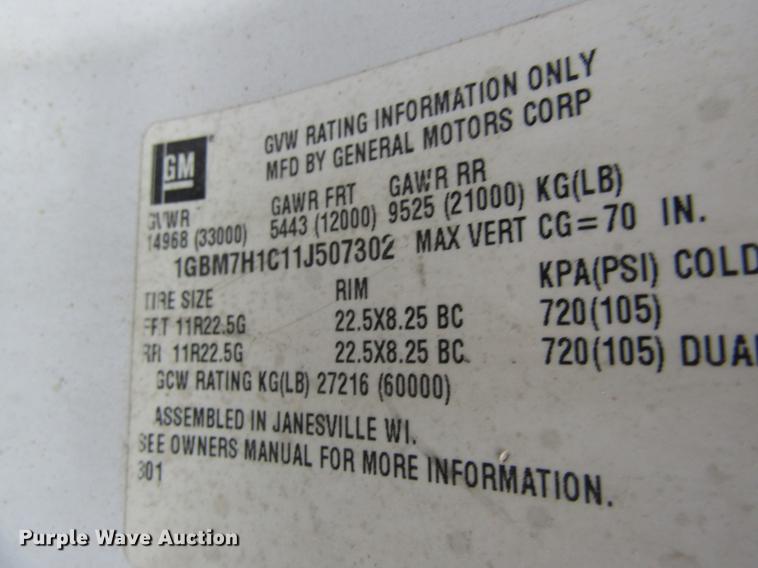 GVW RATING INFORMATION ONLY
MFD BY GENERAL MOTORS CORP
GM
GVWR GAWR FRT GAWR RR
14968 (33000) 5443 (12000) 9525 (21000) KG(LB)
1GBM7H1C11J507302 MAX VERT CG=70 IN.
TIRE SIZE RIM KPA(PSI) COLD
FFT 11R22.5G 22.5X8.25 BC 720(105)
RR 11R22.5G 22.5X8.25 BC 720(105) DUAL
GCW RATING KG(LB) 27216 (60000)
ASSEMBLED IN JANESVILLE WI.
SEE OWNERS MANUAL FOR MORE INFORMATION.
301
Purple Wave Auction